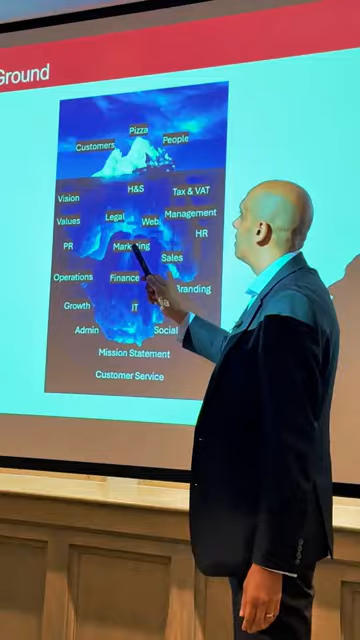 Ground
Pizza
Customers
People
H&S
Tax & VAT
Vision
Legal
Web
Management
Values
HR
PR
Marketing
Sales
Operations
Finance
Branding
Growth
IT
Admin
Social
Mission Statement
Customer Service